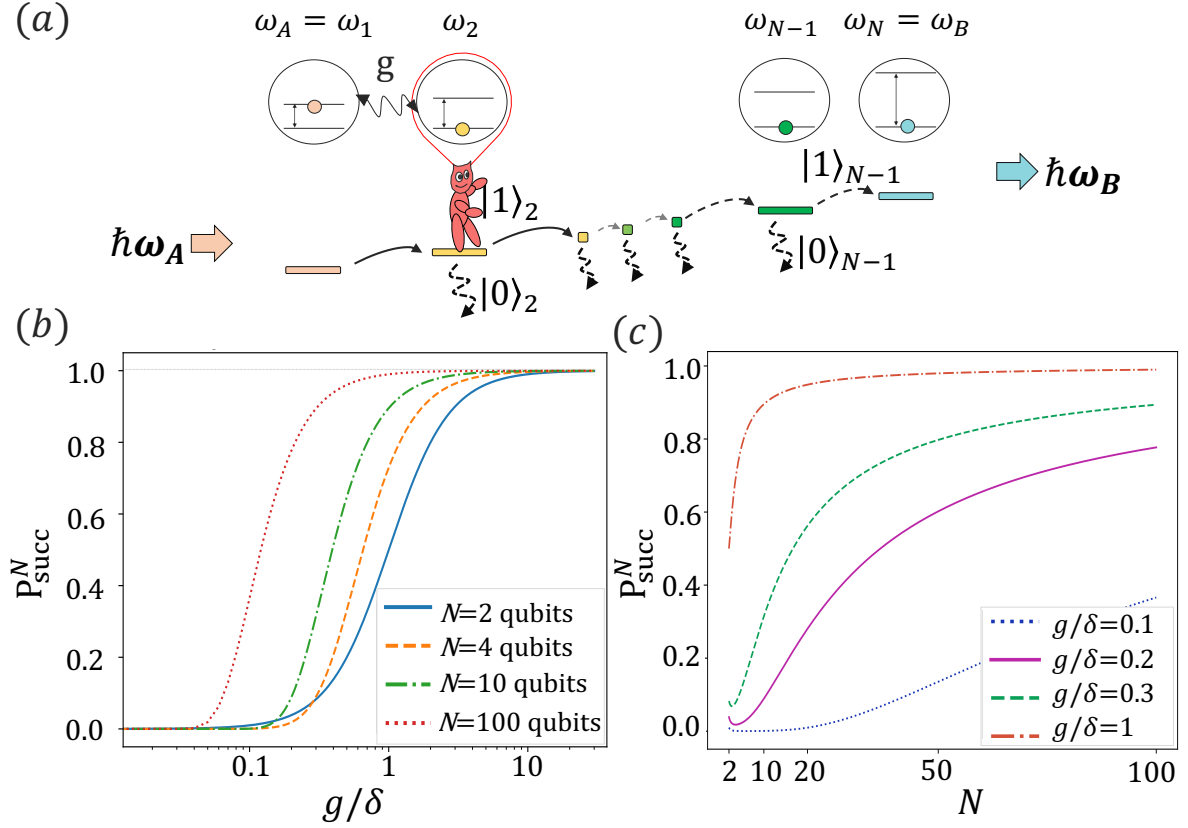 (a)
ω_A = ω_1
ω_2
ω_{N−1}
ω_N = ω_B
g
|1⟩_2
|1⟩_{N−1}
ħω_A
ħω_B
|0⟩_2
|0⟩_{N−1}
(b)
P^N_succ
1.0
0.8
0.6
0.4
0.2
0.0
0.1
1
10
g/δ
N=2 qubits
N=4 qubits
N=10 qubits
N=100 qubits
(c)
P^N_succ
1.0
0.8
0.6
0.4
0.2
0.0
2
10
20
50
100
N
g/δ=0.1
g/δ=0.2
g/δ=0.3
g/δ=1